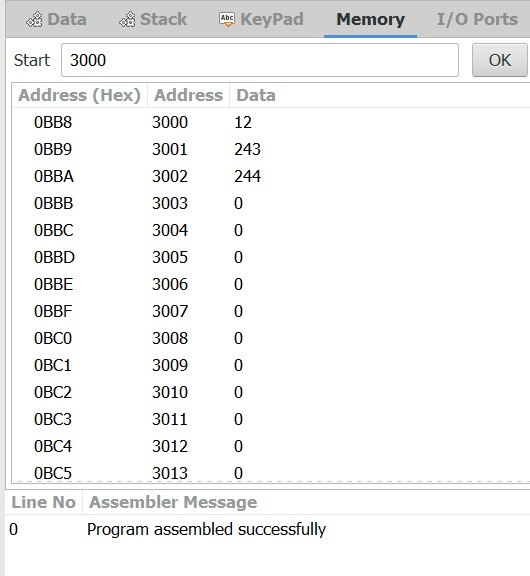 Data Stack Abc KeyPad Memory I/O Ports
Start 3000 OK
Address (Hex) Address Data
0BB8 3000 12
0BB9 3001 243
0BBA 3002 244
0BBB 3003 0
0BBC 3004 0
0BBD 3005 0
0BBE 3006 0
0BBF 3007 0
0BC0 3008 0
0BC1 3009 0
0BC2 3010 0
0BC3 3011 0
0BC4 3012 0
0BC5 3013 0
Line No Assembler Message
0 Program assembled successfully